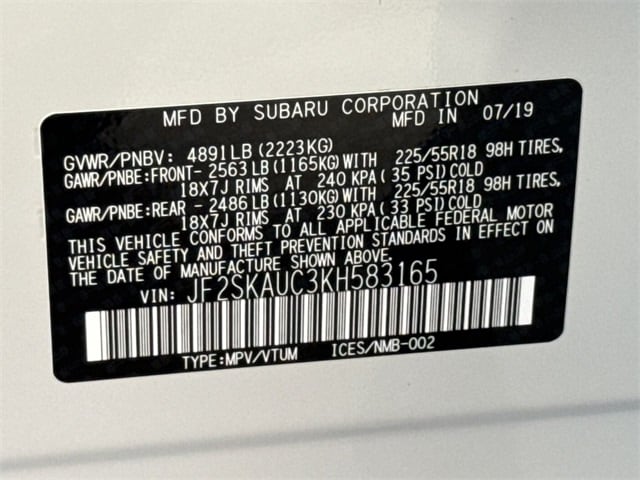 MFD BY SUBARU CORPORATION
MFD IN 07/19
GVWR/PNBV: 4891LB (2223KG)
GAWR/PNBE:FRONT- 2563 LB (1165KG) WITH 225/55R18 98H TIRES,
18X7J RIMS AT 240 KPA ( 35 PSI) COLD
GAWR/PNBE:REAR - 2486 LB (1130KG) WITH 225/55R18 98H TIRES,
18X7J RIMS AT 230 KPA ( 33 PSI) COLD
THIS VEHICLE CONFORMS TO ALL APPLICABLE FEDERAL MOTOR
VEHICLE SAFETY AND THEFT PREVENTION STANDARDS IN EFFECT ON
THE DATE OF MANUFACTURE SHOWN ABOVE.
VIN: JF2SKAUC3KH583165
TYPE:MPV/VTUM ICES/NMB-002